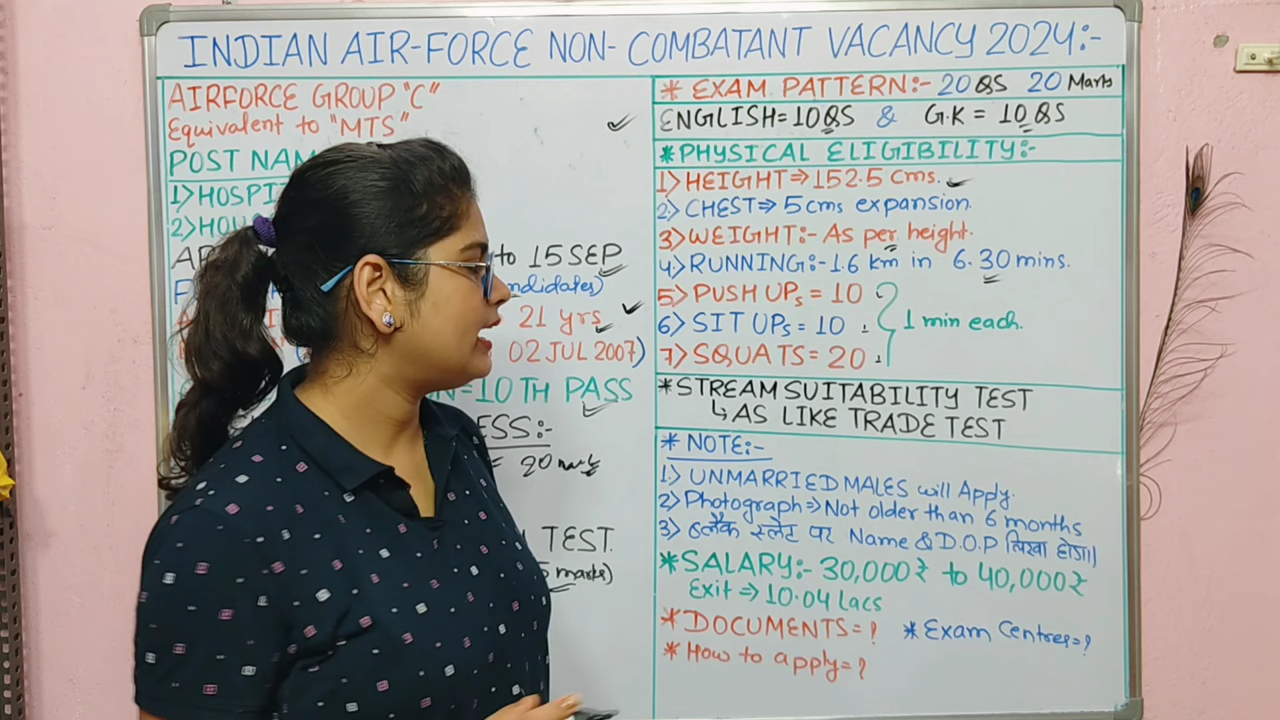 INDIAN AIR-FORCE NON-COMBATANT VACANCY 2024:-
AIRFORCE GROUP "C"
Equivalent to "MTS"
POST NAM
1> HOSPI
2> HOU
to 15 SEP
ndidates)
21 yrs
02 JUL 2007)
N=10TH PASS
ESS:-
= 20 marks
TEST
5 marks)
* EXAM PATTERN:- 20 QS 20 Marks
ENGLISH=10QS & G.K = 10 QS
*PHYSICAL ELIGIBILITY:-
1> HEIGHT⇒152.5 cms.
2> CHEST⇒ 5 cms expansion.
3> WEIGHT:- As per height.
4> RUNNING:-1.6 km in 6.30 mins.
5> PUSH UPs = 10
6> SIT UPs = 10
1 min each.
7> SQUATS= 20
*STREAM SUITABILITY TEST
↳AS LIKE TRADE TEST
* NOTE:-
1.> UNMARRIED MALES will Apply.
2> Photograph⇒Not older than 6 months
3> ब्लैक स्लेट पर Name & D.O.P लिखा होगा।
*SALARY:- 30,000₹ to 40,000₹
Exit ⇒ 10.04 lacs
*DOCUMENTS=? *Exam Centres=?
*How to apply=?